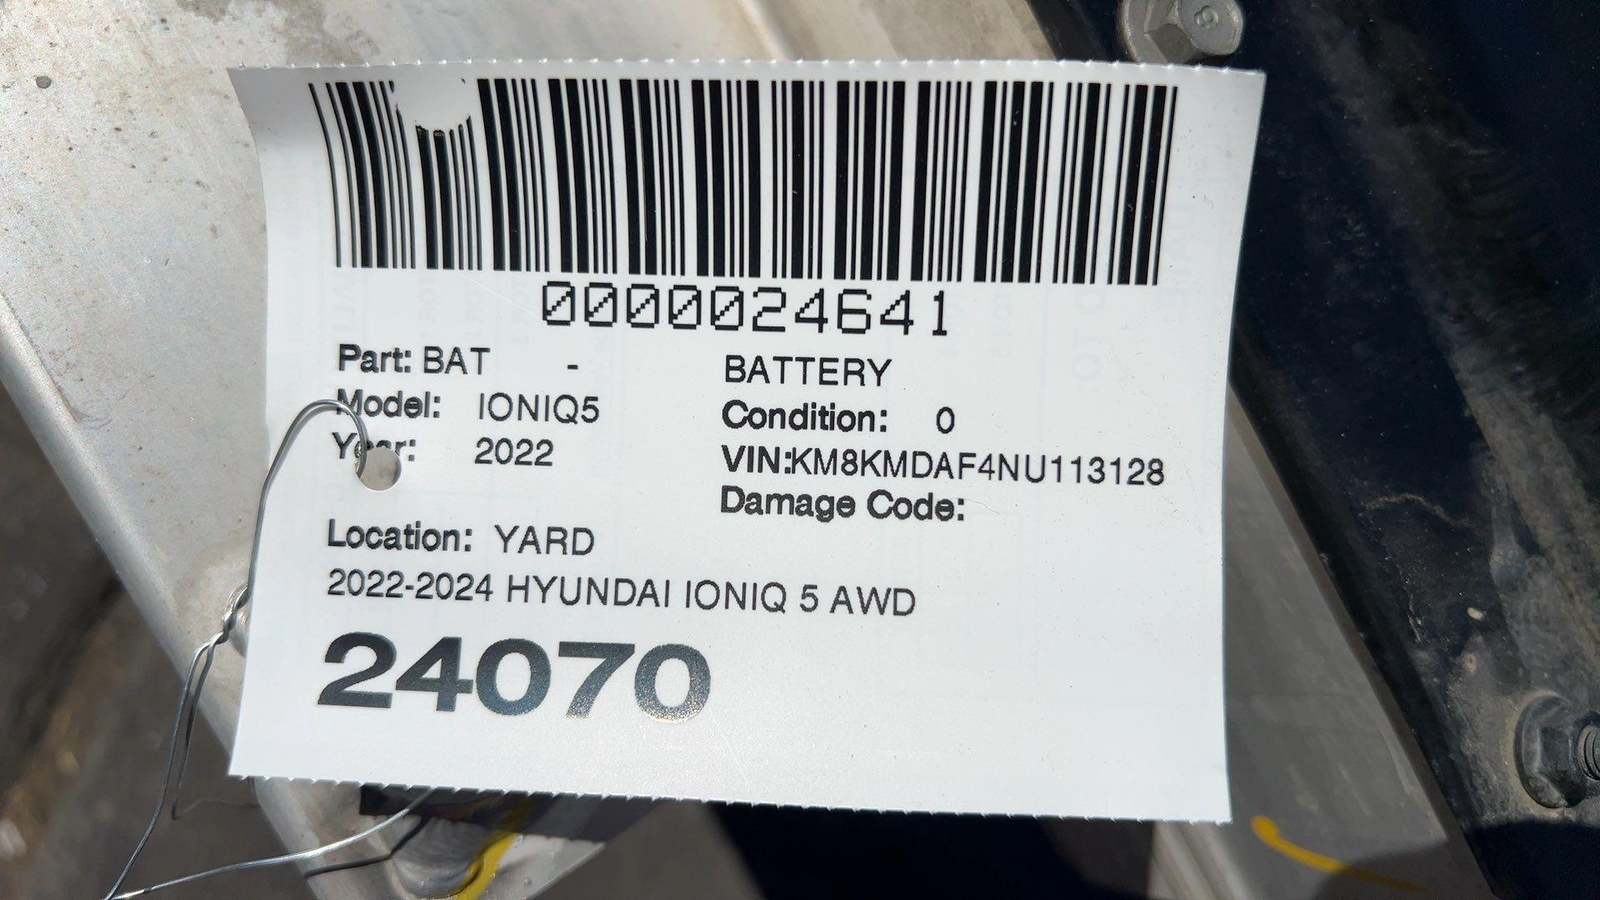 0000024641
Part: BAT - BATTERY
Model: IONIQ5 Condition: 0
Year: 2022 VIN:KM8KMDAF4NU113128
Damage Code:
Location: YARD
2022-2024 HYUNDAI IONIQ 5 AWD
24070